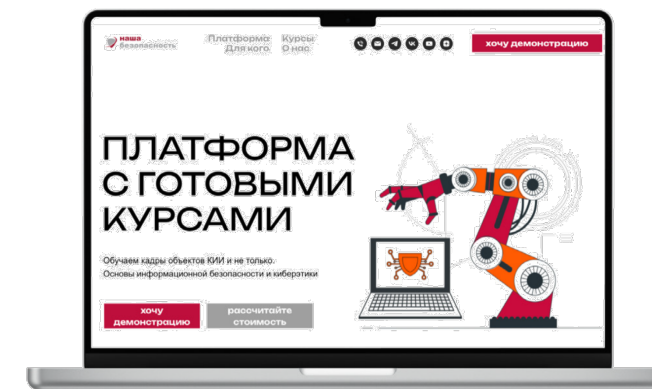 наша
безопасность
Платформа Курсы
Для кого О нас
хочу демонстрацию
ПЛАТФОРМА
С ГОТОВЫМИ
КУРСАМИ
Обучаем кадры объектов КИИ и не только.
Основы информационной безопасности и киберэтики
хочу
демонстрацию
рассчитайте
стоимость